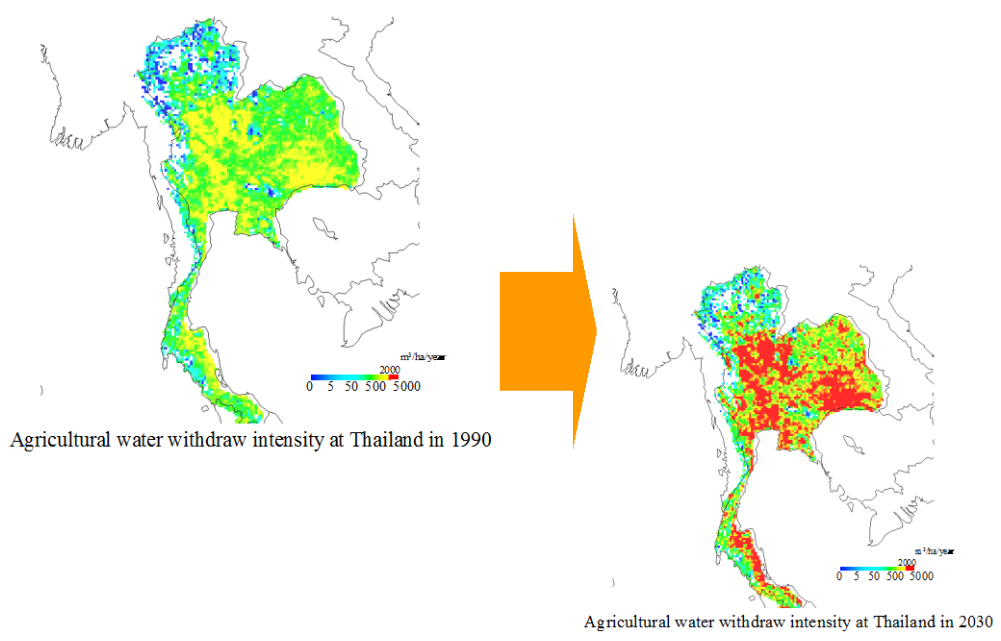 m³/ha/year
2000
0 5 50 500 5000
Agricultural water withdraw intensity at Thailand in 1990
m³/ha/year
2000
0 5 50 500 5000
Agricultural water withdraw intensity at Thailand in 2030